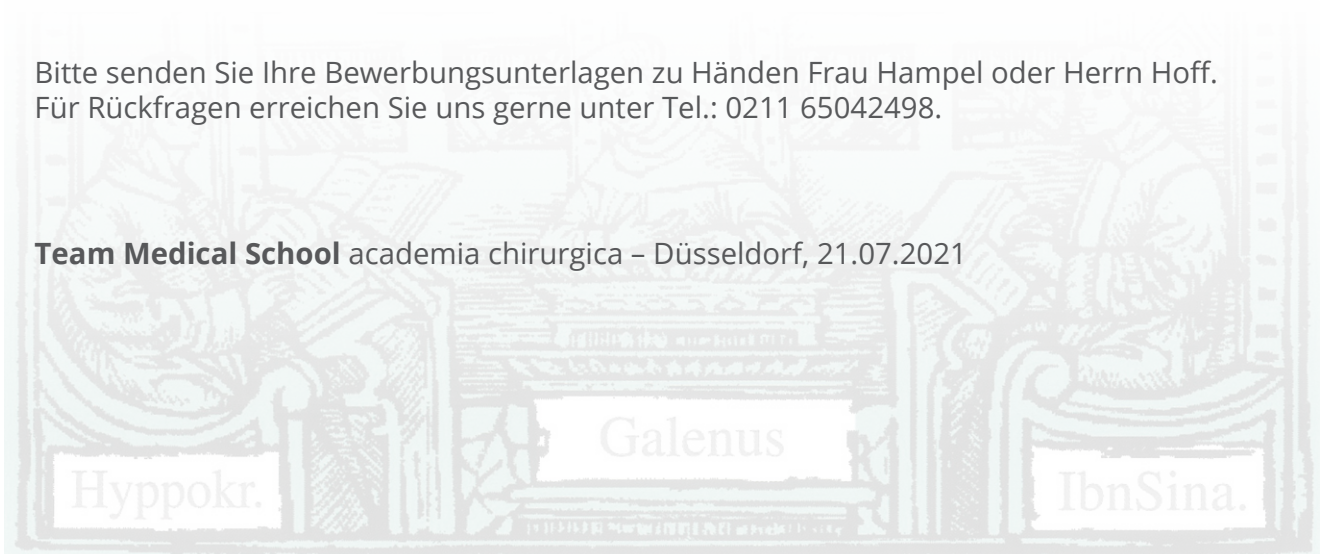 Bitte senden Sie Ihre Bewerbungsunterlagen zu Händen Frau Hampel oder Herrn Hoff.
Für Rückfragen erreichen Sie uns gerne unter Tel.: 0211 65042498.
Team Medical School academia chirurgica – Düsseldorf, 21.07.2021
Galenus
Hyppokr.
IbnSina.